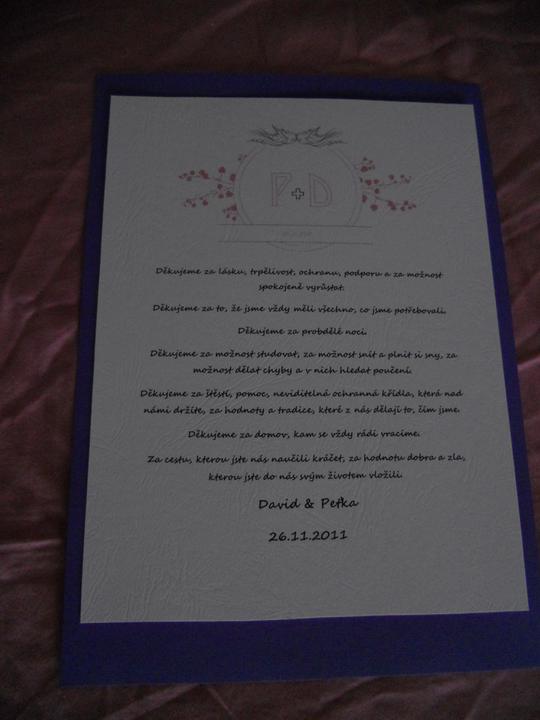 P+D
Děkujeme za lásku, trpělivost, ochranu, podporu a za možnost
spokojeně vyrůstat.
Děkujeme za to, že jsme vždy měli všechno, co jsme potřebovali.
Děkujeme za probdělé noci.
Děkujeme za možnost studovat, za možnost snít a plnit si sny, za
možnost dělat chyby a v nich hledat poučení.
Děkujeme za štěstí, pomoc, neviditelná ochranná křídla, která nad
námi držíte, za hodnoty a tradice, které z nás dělají to, čím jsme.
Děkujeme za domov, kam se vždy rádi vracíme.
Za cestu, kterou jste nás naučili kráčet, za hodnotu dobra a zla,
kterou jste do nás svým životem vložili.
David & Peťka
26.11.2011